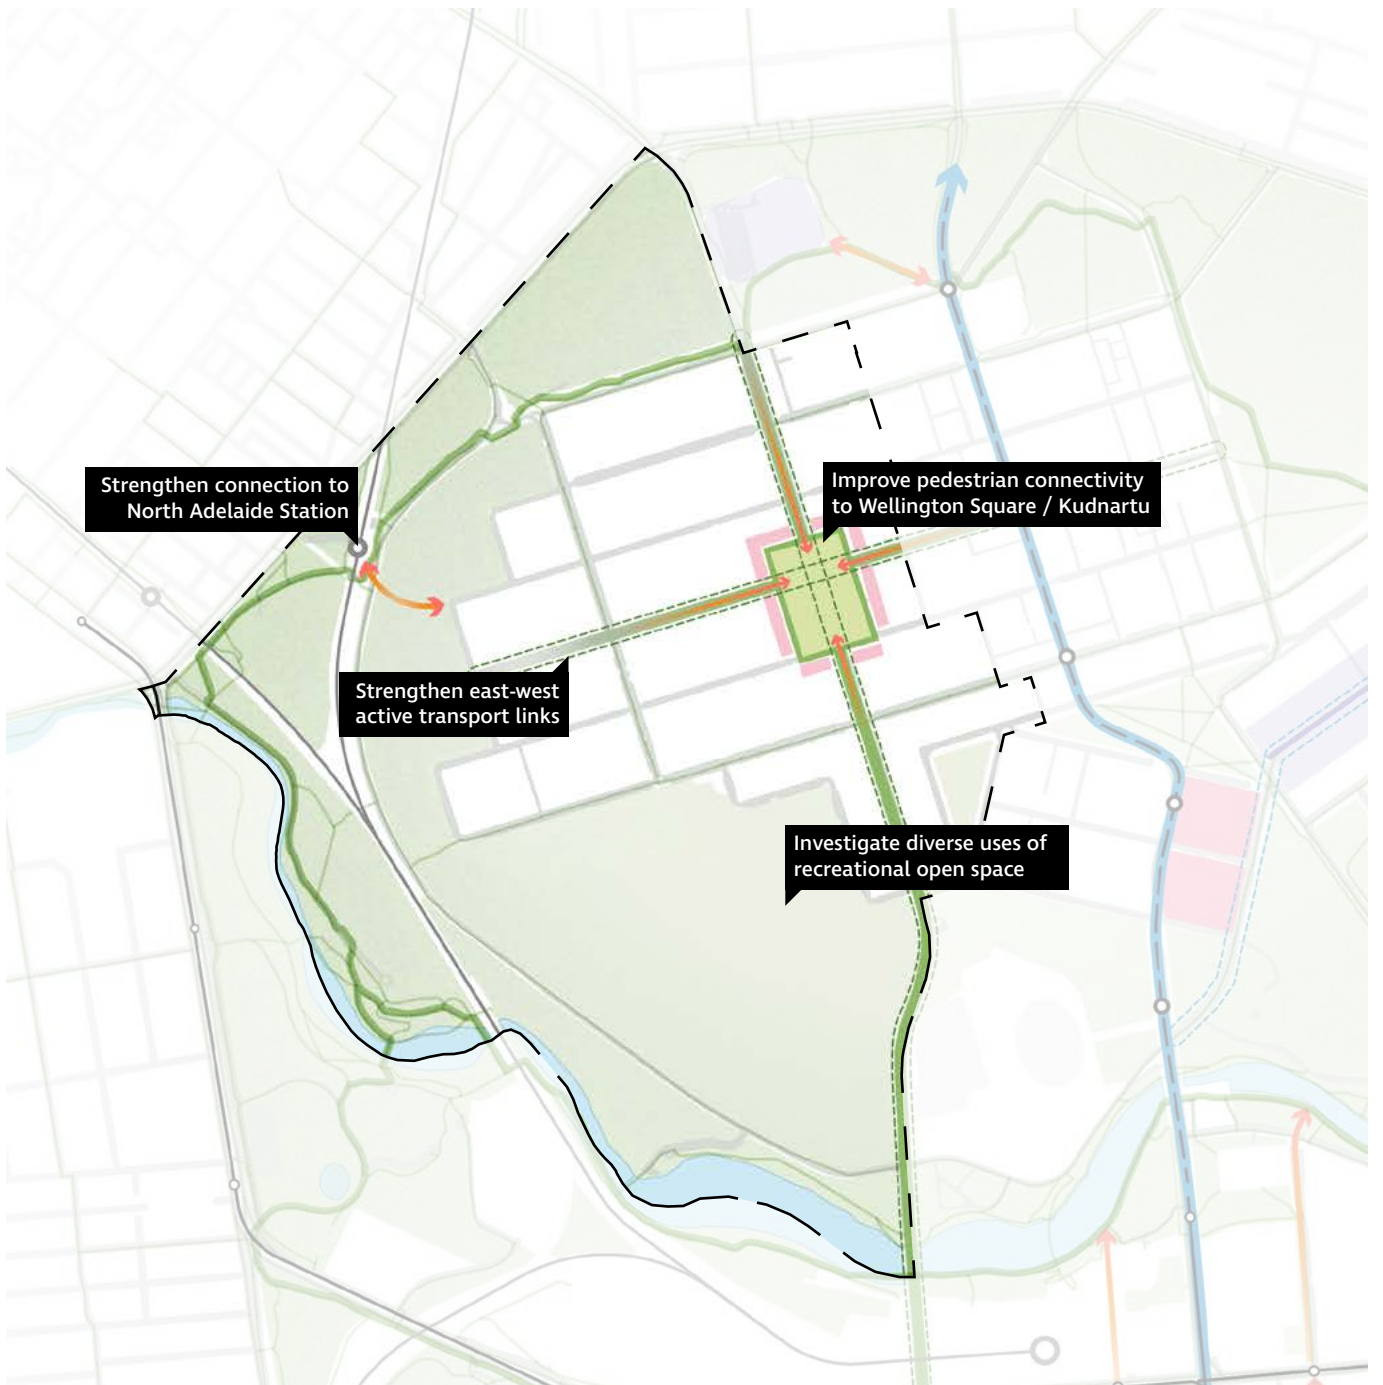 Strengthen connection to
North Adelaide Station
Improve pedestrian connectivity
to Wellington Square / Kudnartu
Strengthen east-west
active transport links
Investigate diverse uses of
recreational open space